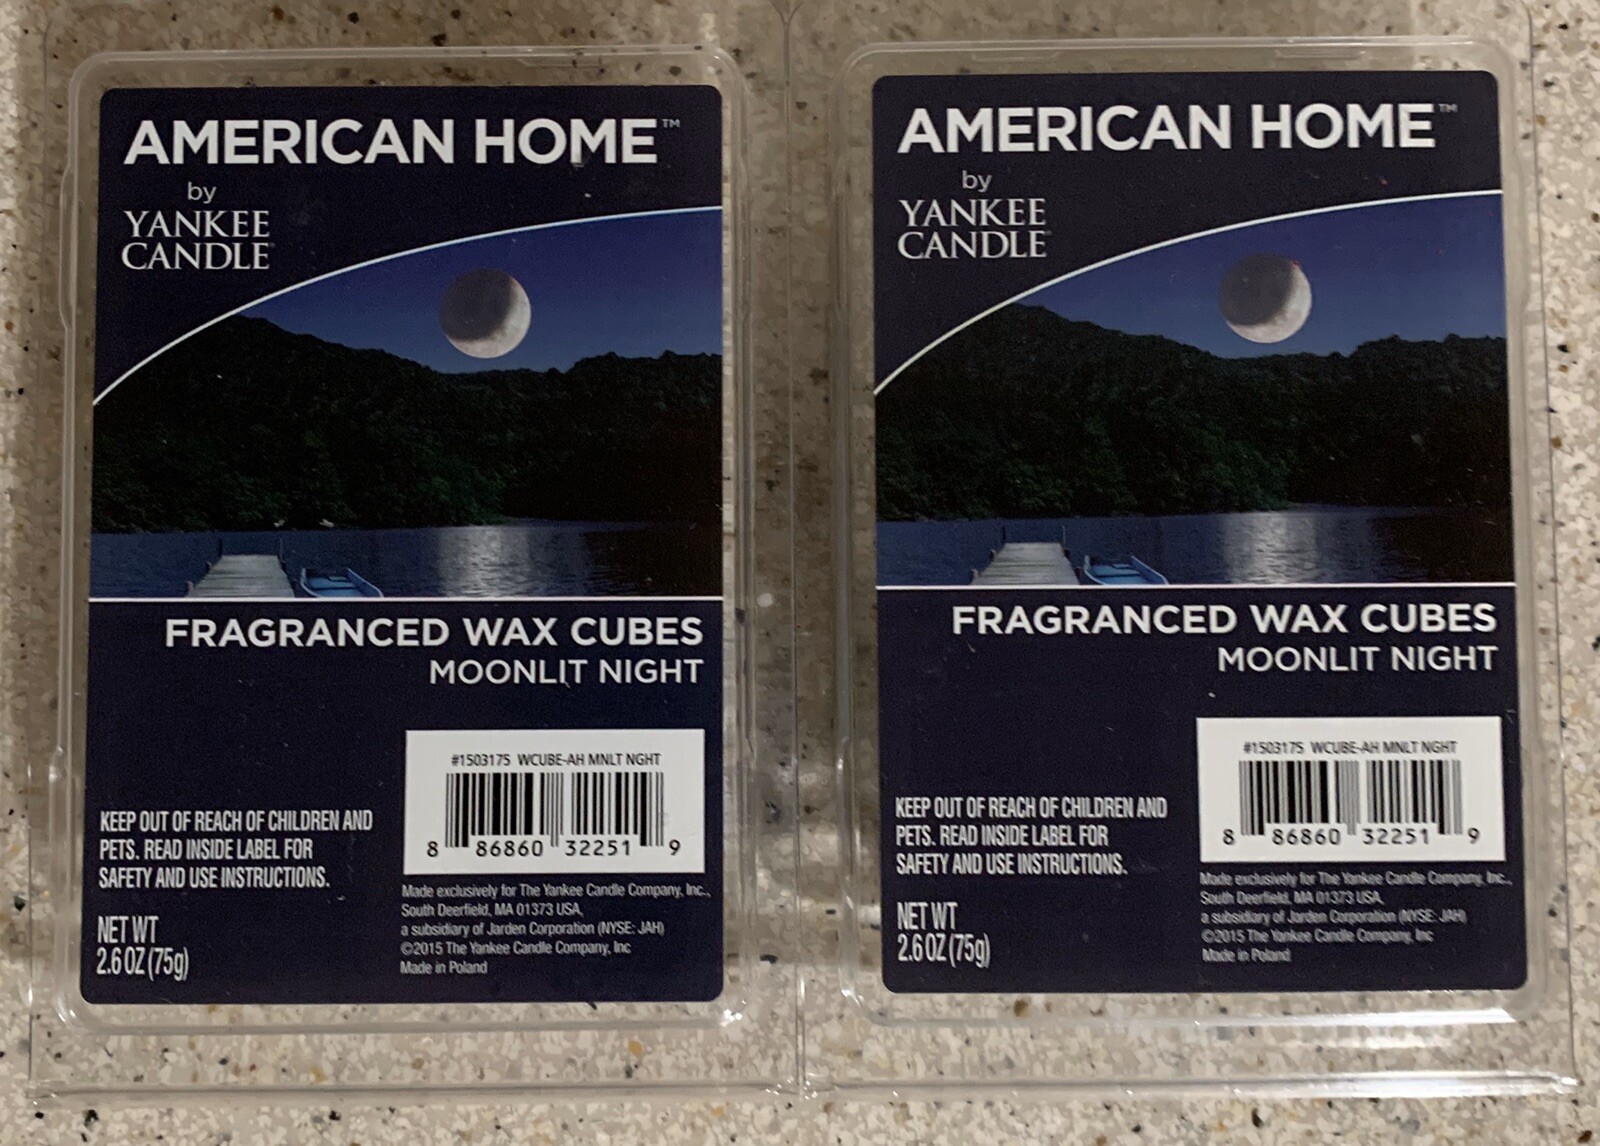 AMERICAN HOME™
by
YANKEE
CANDLE®
FRAGRANCED WAX CUBES
MOONLIT NIGHT
#1503175 WCUBE-AH MNLT NGHT
8 86860 32251 9
KEEP OUT OF REACH OF CHILDREN AND
PETS. READ INSIDE LABEL FOR
SAFETY AND USE INSTRUCTIONS.
NET WT
2.6 OZ (75g)
Made exclusively for The Yankee Candle Company, Inc.,
South Deerfield, MA 01373 USA,
a subsidiary of Jarden Corporation (NYSE: JAH)
©2015 The Yankee Candle Company, Inc
Made in Poland
AMERICAN HOME™
by
YANKEE
CANDLE®
FRAGRANCED WAX CUBES
MOONLIT NIGHT
#1503175 WCUBE-AH MNLT NGHT
8 86860 32251 9
KEEP OUT OF REACH OF CHILDREN AND
PETS. READ INSIDE LABEL FOR
SAFETY AND USE INSTRUCTIONS.
NET WT
2.6 OZ (75g)
Made exclusively for The Yankee Candle Company, Inc.,
South Deerfield, MA 01373 USA,
a subsidiary of Jarden Corporation (NYSE: JAH)
©2015 The Yankee Candle Company, Inc
Made in Poland